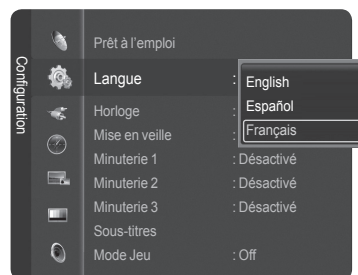 Configuration
Prêt à l'emploi
Langue :
English
Español
Français
Horloge :
Mise en veille
Minuterie 1 : Désactivé
Minuterie 2 : Désactivé
Minuterie 3 : Désactivé
Sous-titres
Mode Jeu : Off